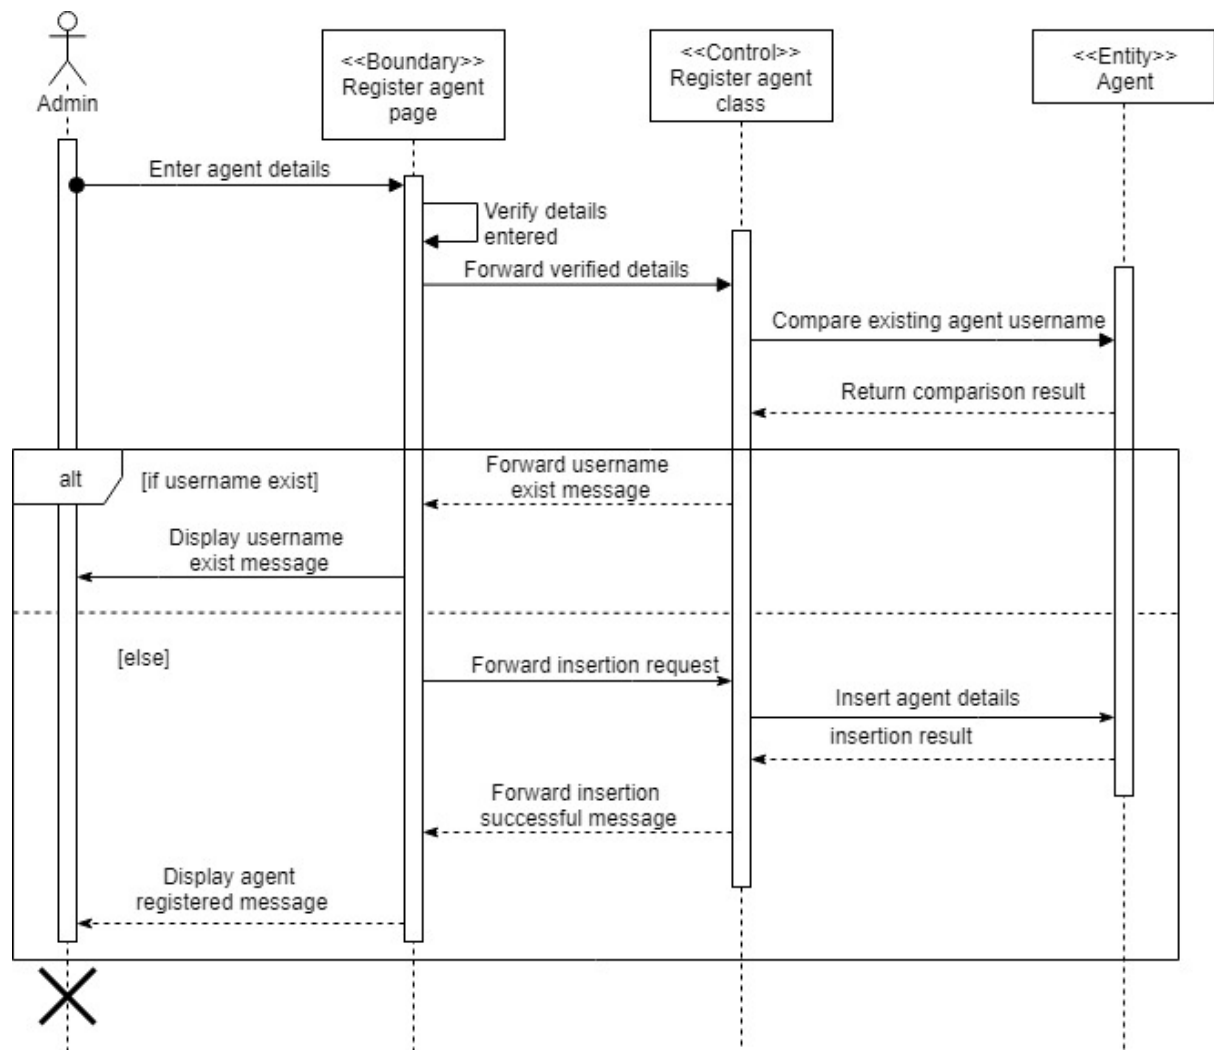 Admin
<<Boundary>>
Register agent
page
<<Control>>
Register agent
class
<<Entity>>
Agent
Enter agent details
Verify details
entered
Forward verified details
Compare existing agent username
Return comparison result
alt
[if username exist]
Forward username
exist message
Display username
exist message
[else]
Forward insertion request
Insert agent details
insertion result
Forward insertion
successful message
Display agent
registered message